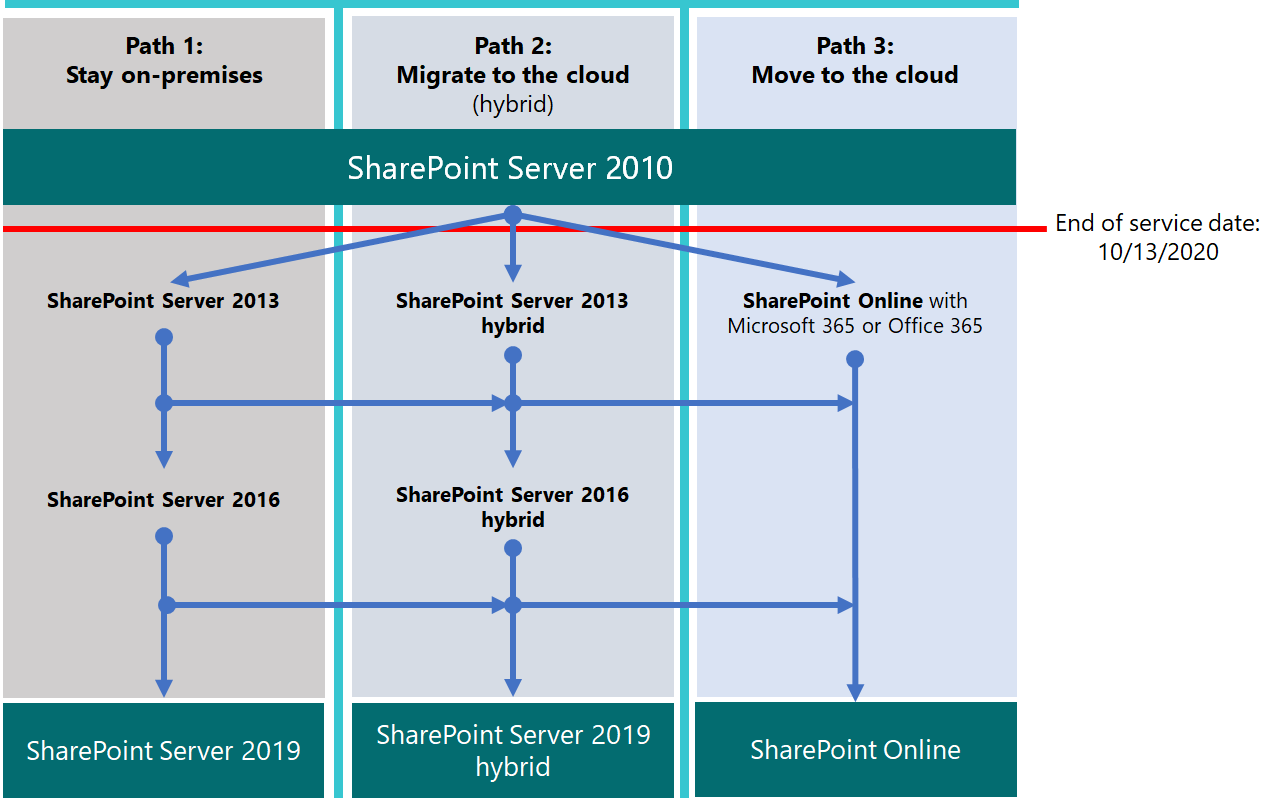 Path 1:
Stay on-premises
Path 2:
Migrate to the cloud
(hybrid)
Path 3:
Move to the cloud
SharePoint Server 2010
End of service date:
10/13/2020
SharePoint Server 2013
SharePoint Server 2013
hybrid
SharePoint Online with
Microsoft 365 or Office 365
SharePoint Server 2016
SharePoint Server 2016
hybrid
SharePoint Server 2019
SharePoint Server 2019
hybrid
SharePoint Online